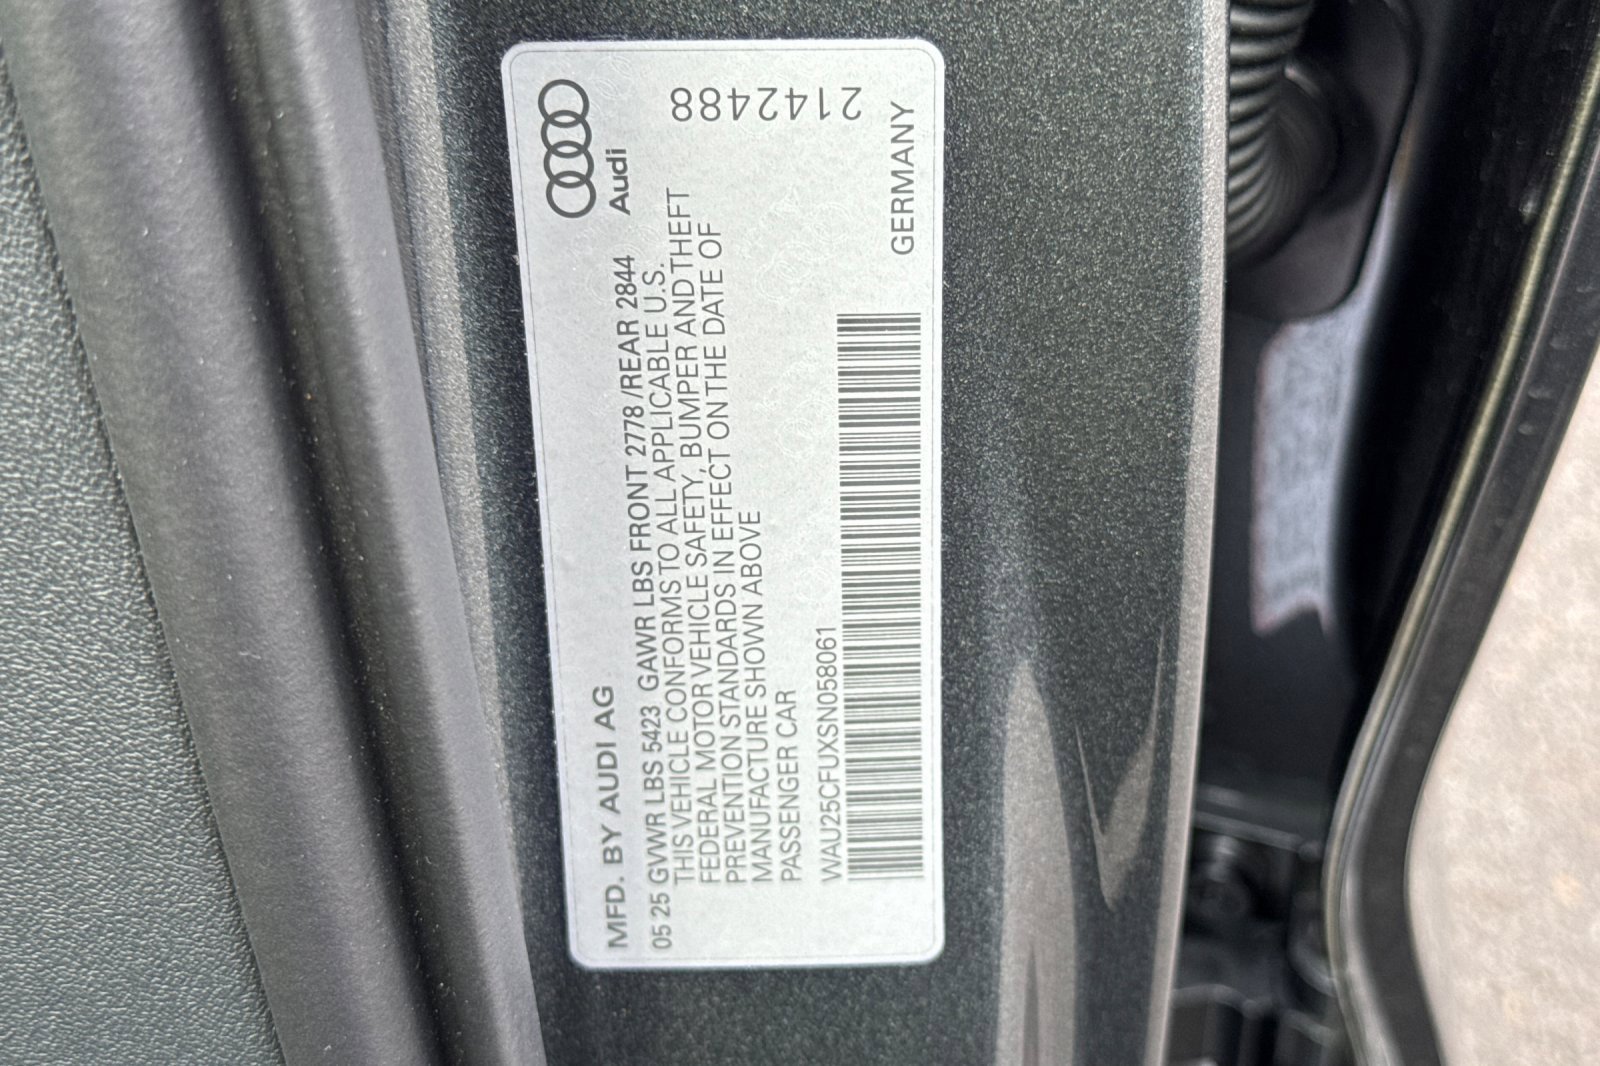 MFD. BY AUDI AG
Audi
05 25 GVWR LBS 5423 GAWR LBS FRONT 2778 /REAR 2844
THIS VEHICLE CONFORMS TO ALL APPLICABLE U.S.
FEDERAL MOTOR VEHICLE SAFETY, BUMPER AND THEFT
PREVENTION STANDARDS IN EFFECT ON THE DATE OF
MANUFACTURE SHOWN ABOVE
PASSENGER CAR
WAU25CFUXSN058061
2142488
GERMANY